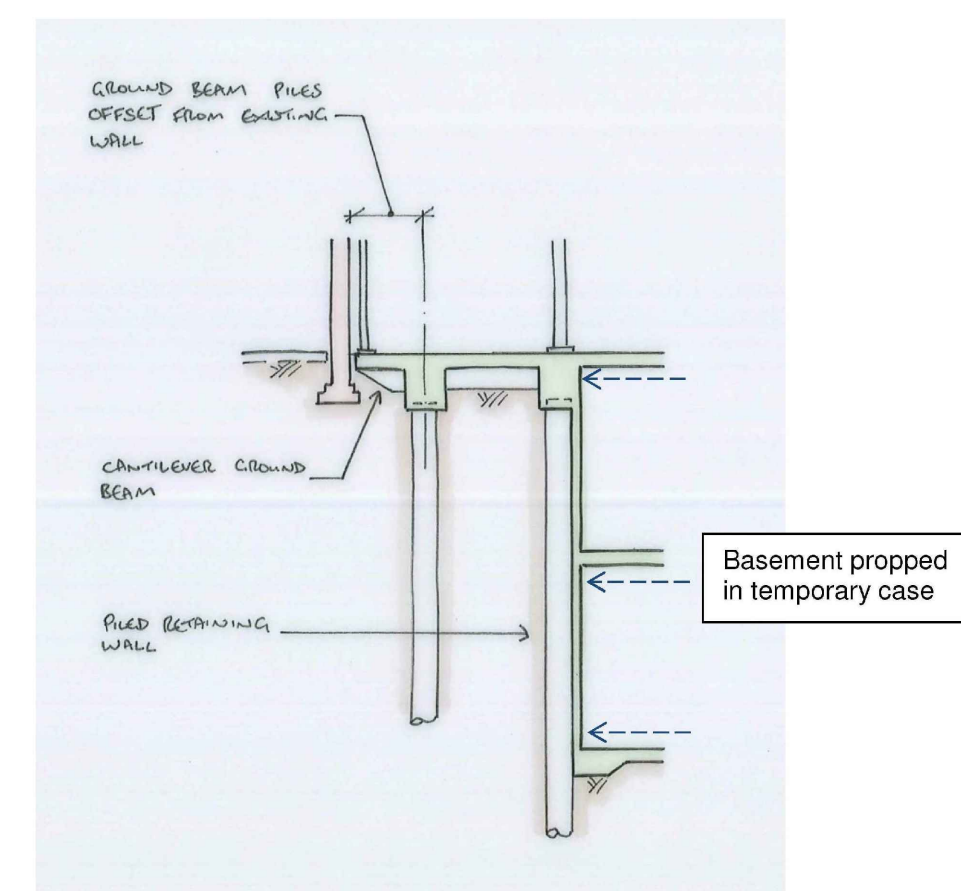 GROUND BEAM PILES
OFFSET FROM EXISTING
WALL
CANTILEVER GROUND
BEAM
Basement propped
in temporary case
PILED RETAINING
WALL